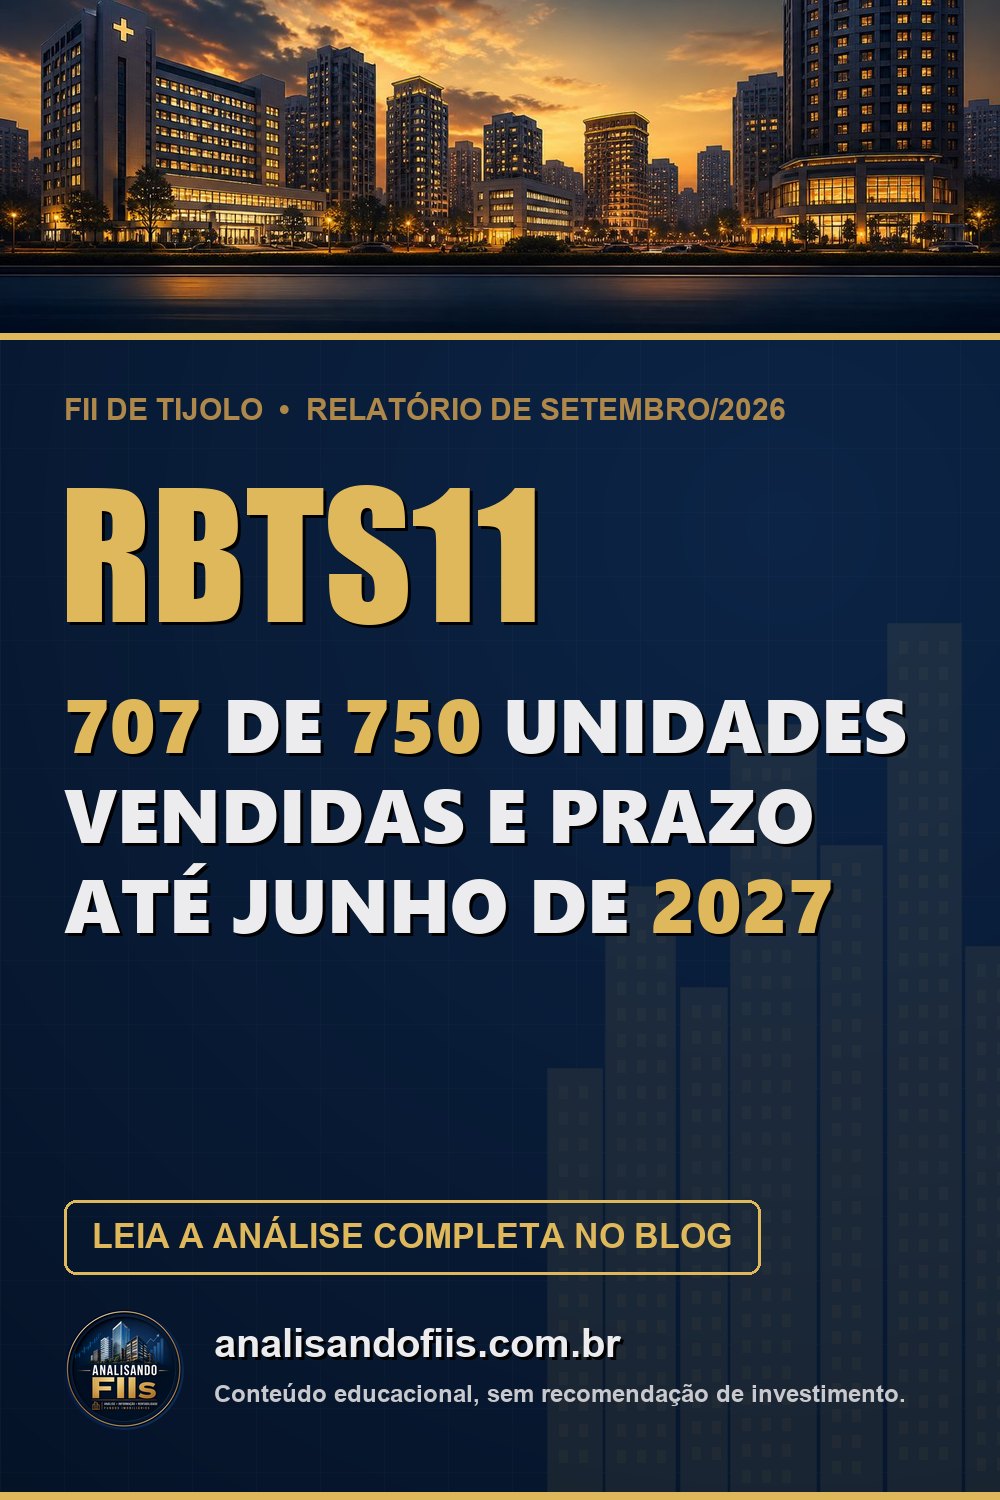 FII DE TIJOLO • RELATÓRIO DE SETEMBRO/2026
RBTS11
707 DE 750 UNIDADES
VENDIDAS E PRAZO
ATÉ JUNHO DE 2027
LEIA A ANÁLISE COMPLETA NO BLOG
ANALISANDO
FIIs
analisandofiis.com.br
Conteúdo educacional, sem recomendação de investimento.